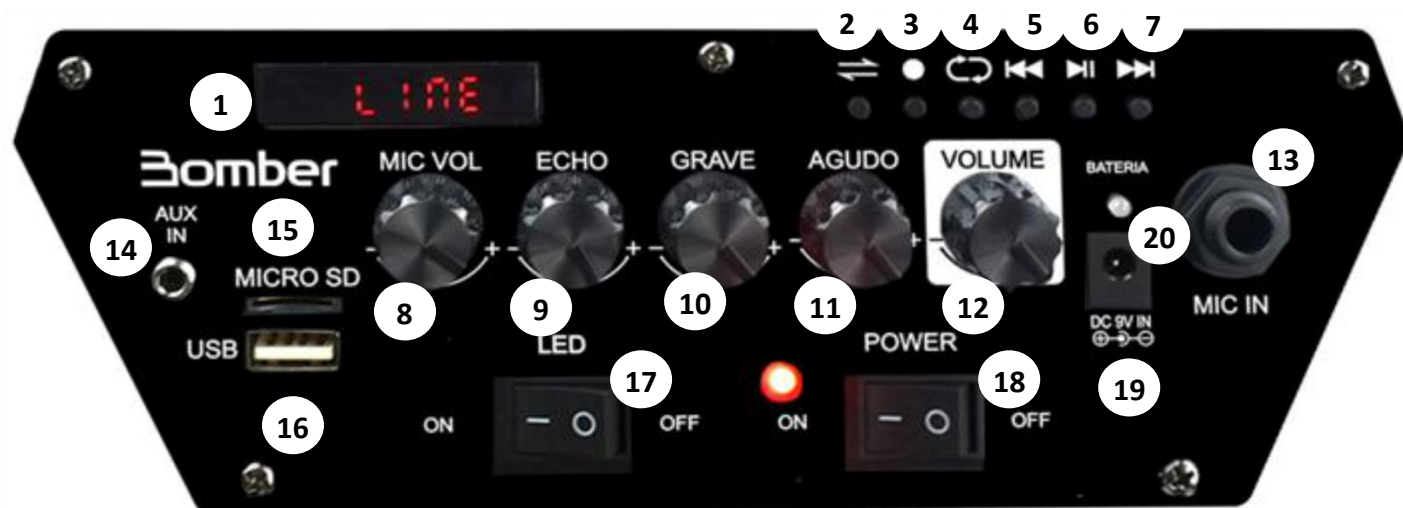 2 3 4 5 6 7
1
LINE
Bomber
MIC VOL ECHO GRAVE AGUDO VOLUME
BATERIA
13
AUX
IN
14
15
20
MICRO SD
MIC IN
8 9 10 11 12
DC 9V IN
USB
LED
POWER
17
18
19
16
ON
OFF
ON
OFF